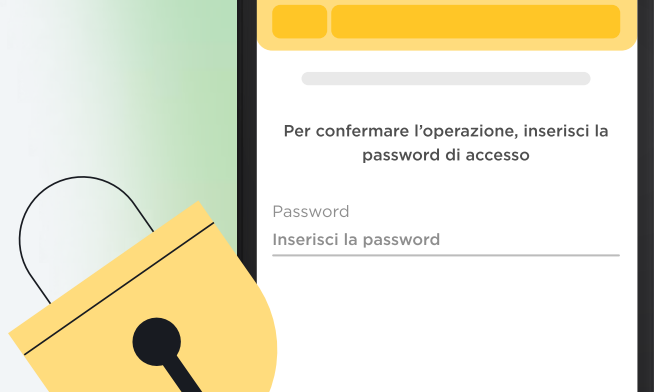 Per confermare l’operazione, inserisci la
password di accesso
Password
Inserisci la password